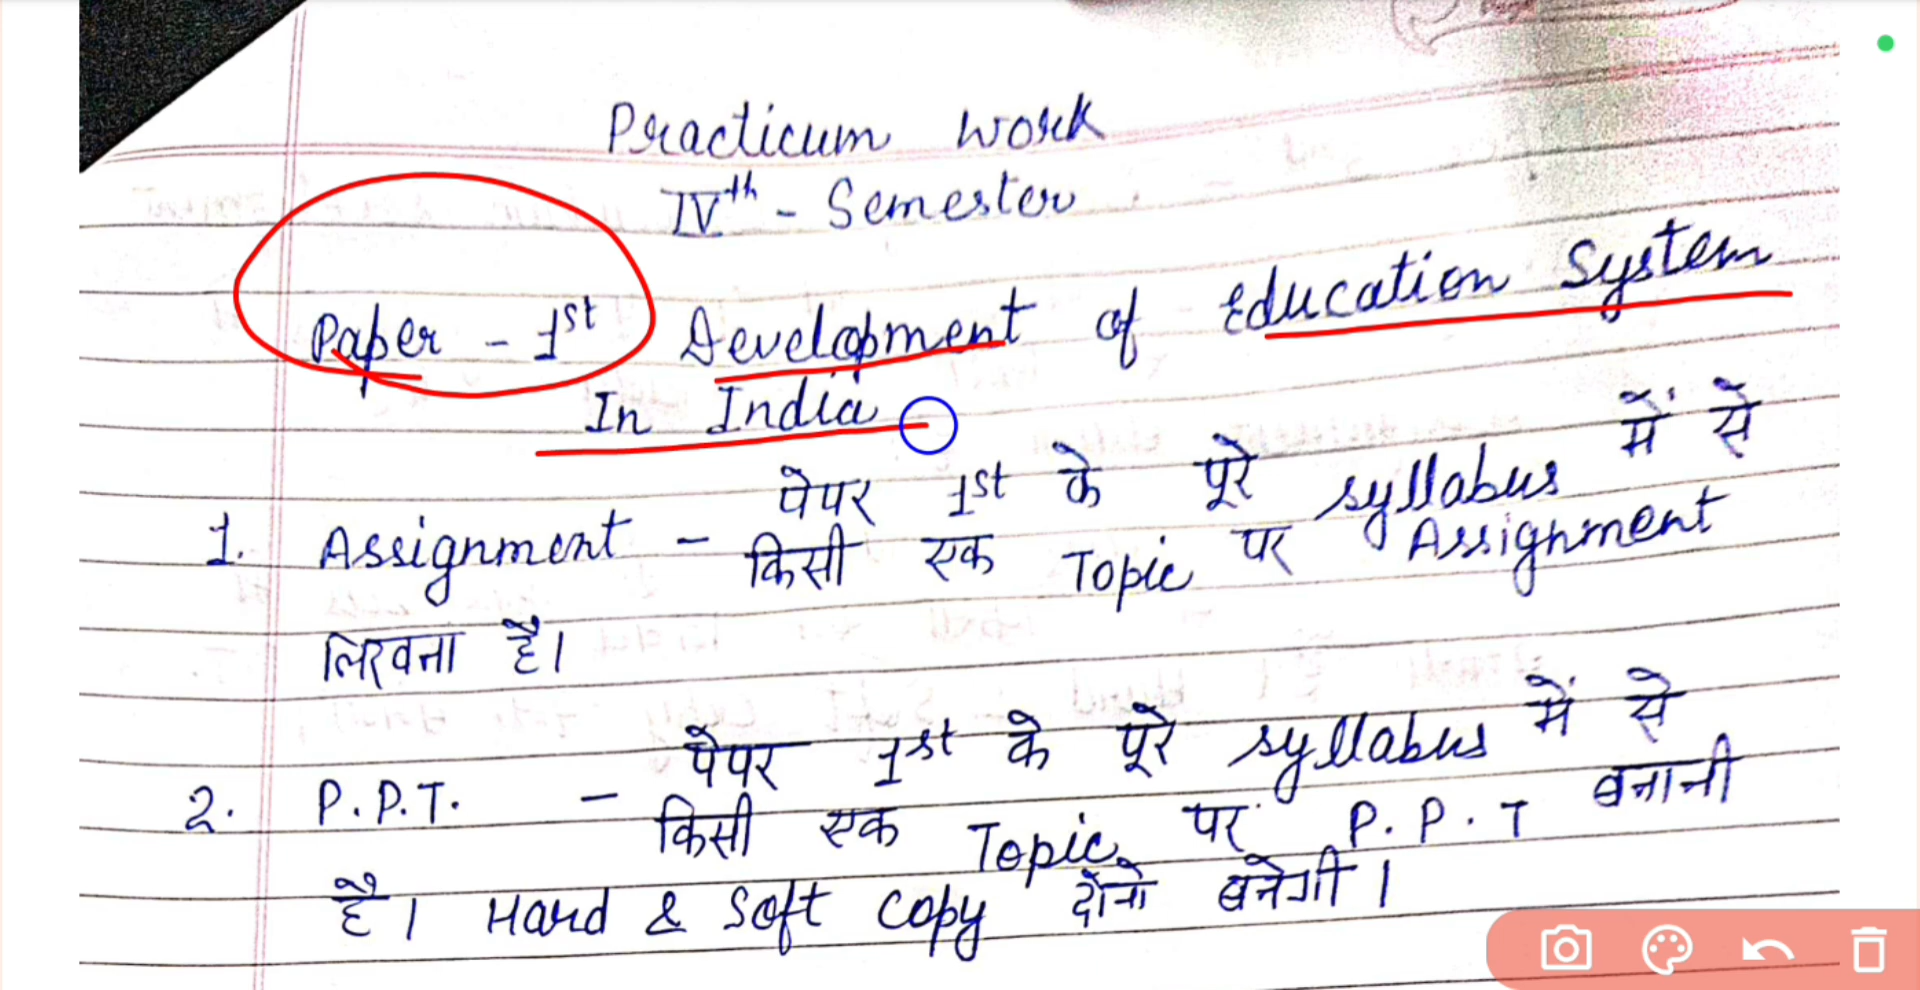 Practicum work
IVth - Semester
Paper - 1st Development of Education System
In India
पेपर 1st के पूरे syllabus में से
1. Assignment - किसी एक Topic पर Assignment
लिखना है।
पेपर 1st के पूरे syllabus में से
2. P.P.T. - किसी एक Topic पर P.P.T बनानी
है। Hard & Soft copy दोनो बनेगी।